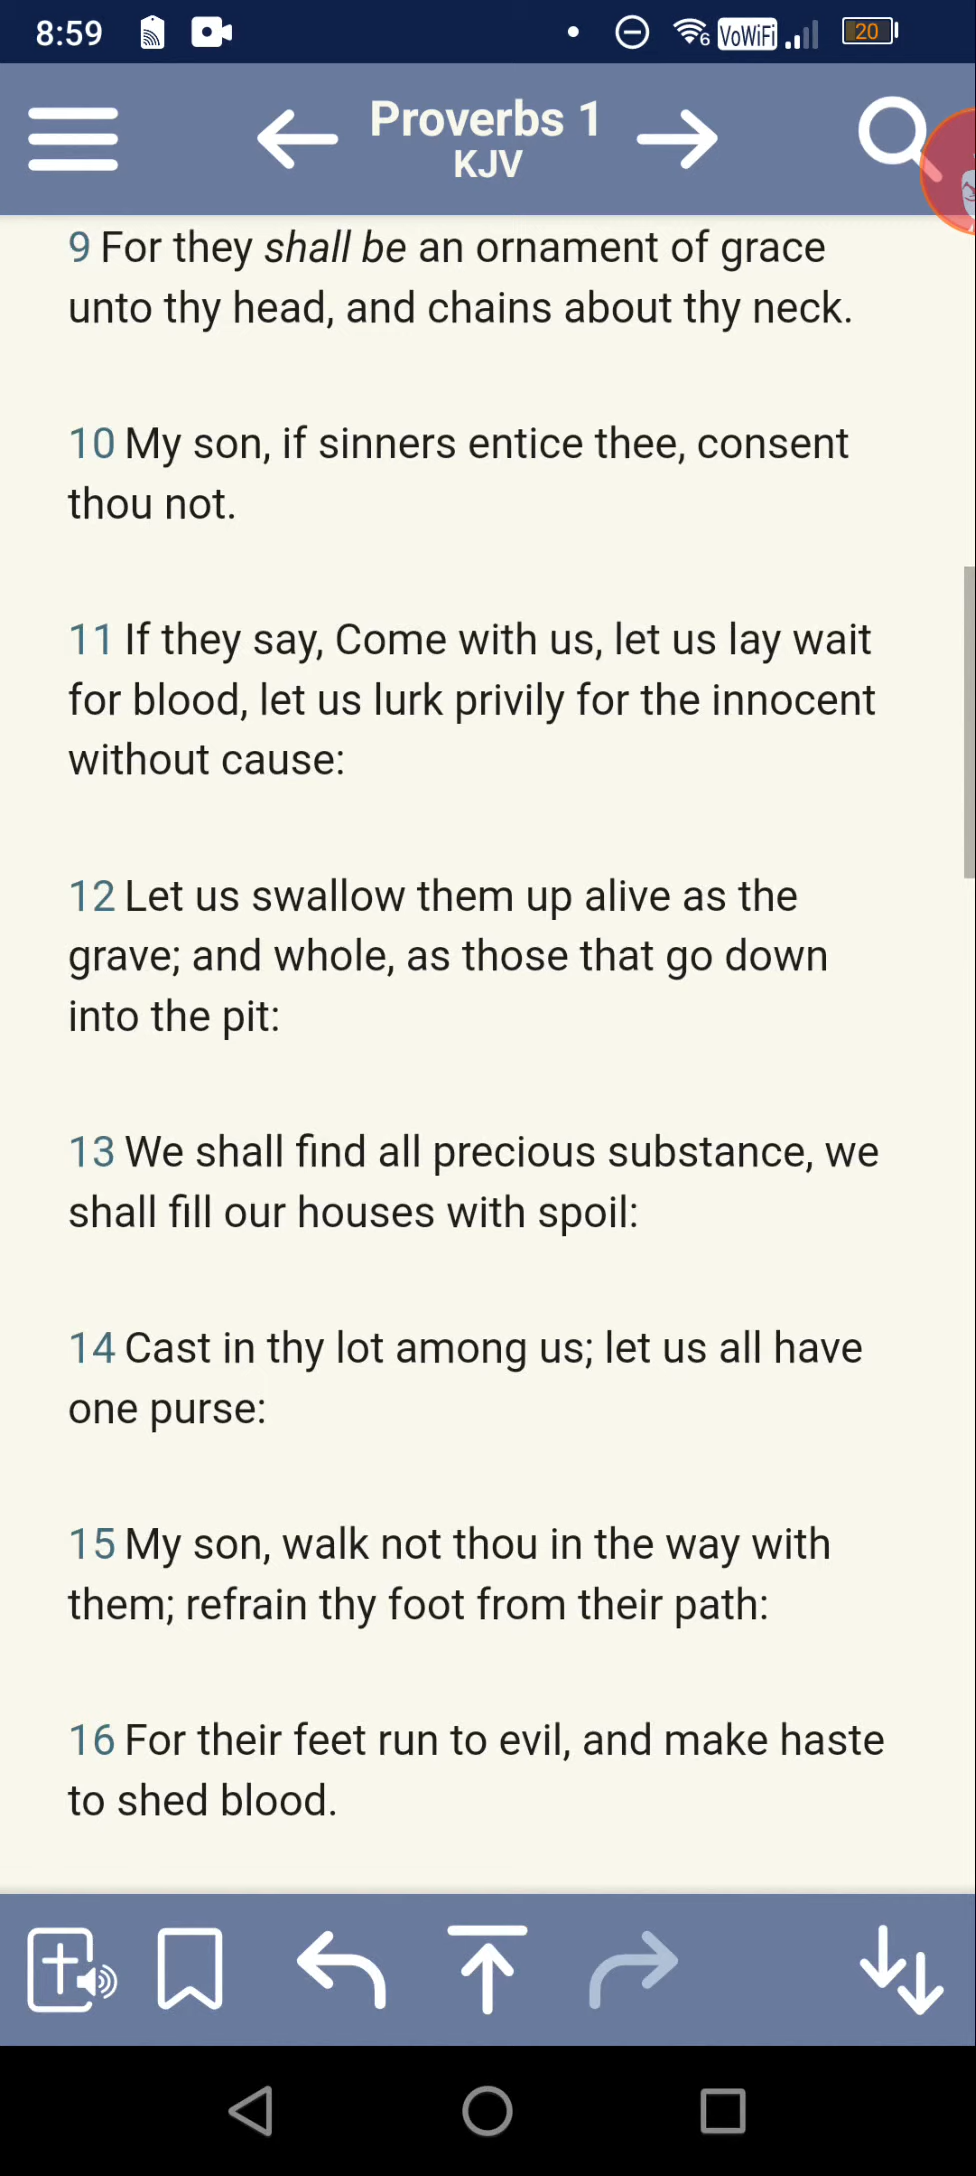 8:59
6 VoWiFi 20
Proverbs 1
KJV
9 For they shall be an ornament of grace
unto thy head, and chains about thy neck.
10 My son, if sinners entice thee, consent
thou not.
11 If they say, Come with us, let us lay wait
for blood, let us lurk privily for the innocent
without cause:
12 Let us swallow them up alive as the
grave; and whole, as those that go down
into the pit:
13 We shall find all precious substance, we
shall fill our houses with spoil:
14 Cast in thy lot among us; let us all have
one purse:
15 My son, walk not thou in the way with
them; refrain thy foot from their path:
16 For their feet run to evil, and make haste
to shed blood.